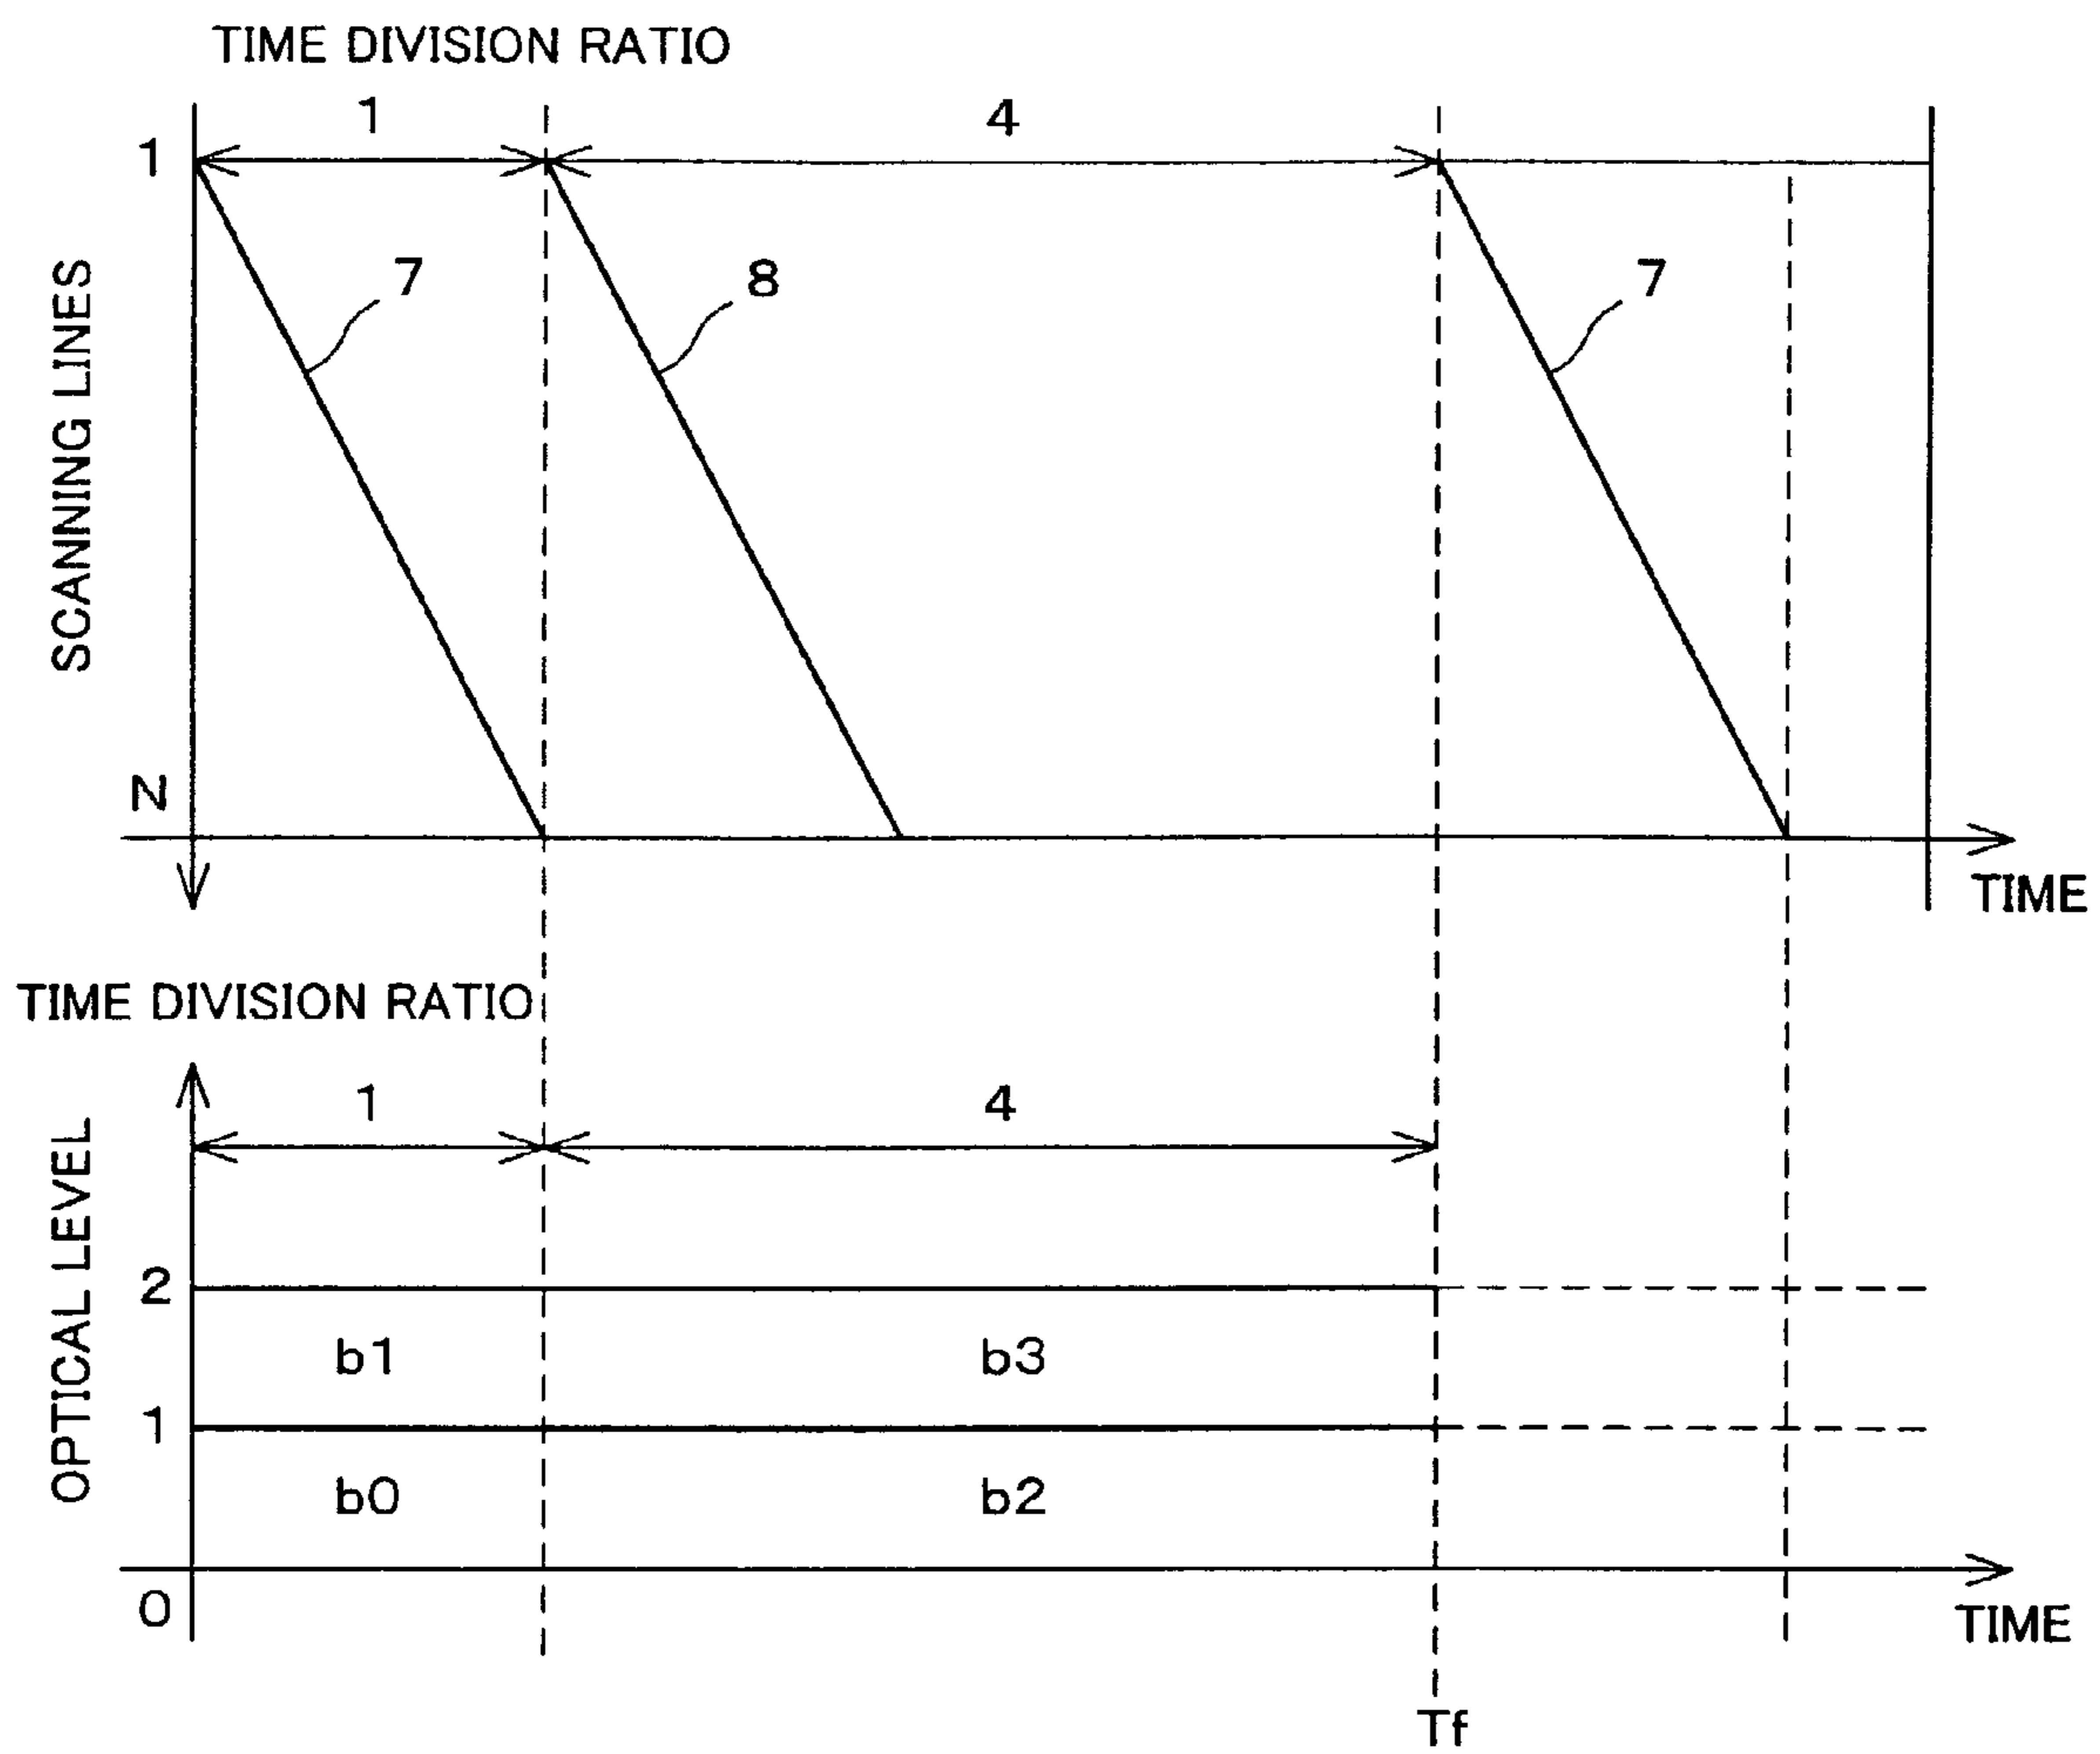 TIME DIVISION RATIO
1 4
1
7 8 7
SCANNING LINES
N
TIME
TIME DIVISION RATIO
1 4
OPTICAL LEVEL
2
b1 b3
1
b0 b2
0
TIME
Tf